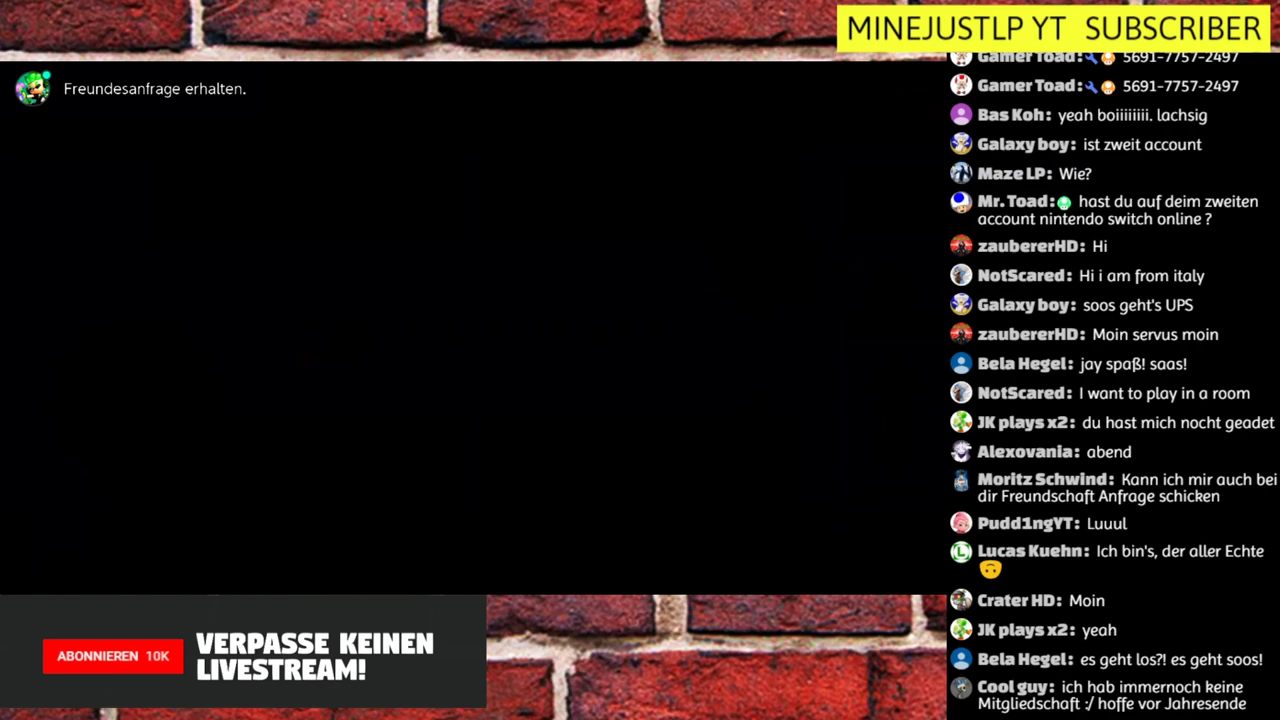 MINEJUSTLP YT SUBSCRIBER
Freundesanfrage erhalten.
Gamer Toad: 5691-7757-2497
Gamer Toad: 5691-7757-2497
Bas Koh: yeah boiiiiiii. lachsig
Galaxy boy: ist zweit account
Maze LP: Wie?
Mr. Toad: hast du auf deim zweiten
account nintendo switch online ?
zaubererHD: Hi
NotScared: Hi i am from italy
Galaxy boy: soos geht's UPS
zaubererHD: Moin servus moin
Bela Hegel: jay spaß! saas!
NotScared: I want to play in a room
JK plays x2: du hast mich nocht geadet
Alexovania: abend
Moritz Schwind: Kann ich mir auch bei
dir Freundschaft Anfrage schicken
Pudd1ngYT: Luuul
Lucas Kuehn: Ich bin's, der aller Echte
🙃
Crater HD: Moin
JK plays x2: yeah
Bela Hegel: es geht los?! es geht soos!
Cool guy: ich hab immernoch keine
Mitgliedschaft :/ hoffe vor Jahresende
ABONNIEREN 10K
VERPASSE KEINEN
LIVESTREAM!